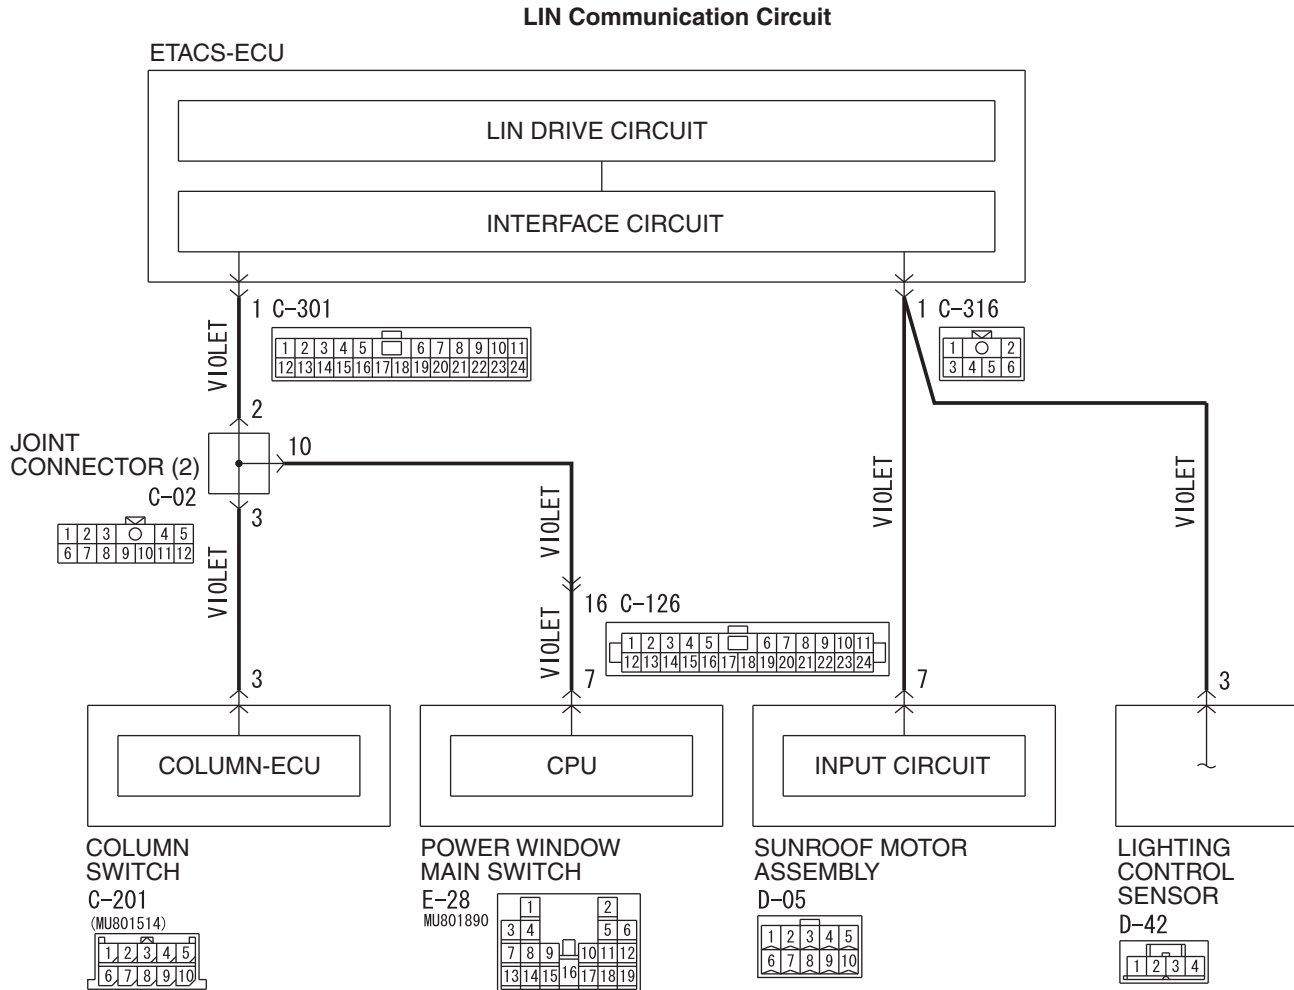 LIN Communication Circuit
ETACS-ECU
LIN DRIVE CIRCUIT
INTERFACE CIRCUIT
1 C-301
1 2 3 4 5 6 7 8 9 10 11
12 13 14 15 16 17 18 19 20 21 22 23 24
1 C-316
1 2
3 4 5 6
VIOLET
2
JOINT
CONNECTOR (2)
C-02
10
3
1 2 3 4 5
6 7 8 9 10 11 12
VIOLET
VIOLET
VIOLET
VIOLET
VIOLET
16 C-126
1 2 3 4 5 6 7 8 9 10 11
12 13 14 15 16 17 18 19 20 21 22 23 24
3
7
7
3
COLUMN-ECU
CPU
INPUT CIRCUIT
COLUMN
SWITCH
C-201
(MU801514)
1 2 3 4 5
6 7 8 9 10
POWER WINDOW
MAIN SWITCH
E-28
MU801890
1 2
3 4 5 6
7 8 9 10 11 12
13 14 15 16 17 18 19
SUNROOF MOTOR
ASSEMBLY
D-05
1 2 3 4 5
6 7 8 9 10
LIGHTING
CONTROL
SENSOR
D-42
1 2 3 4